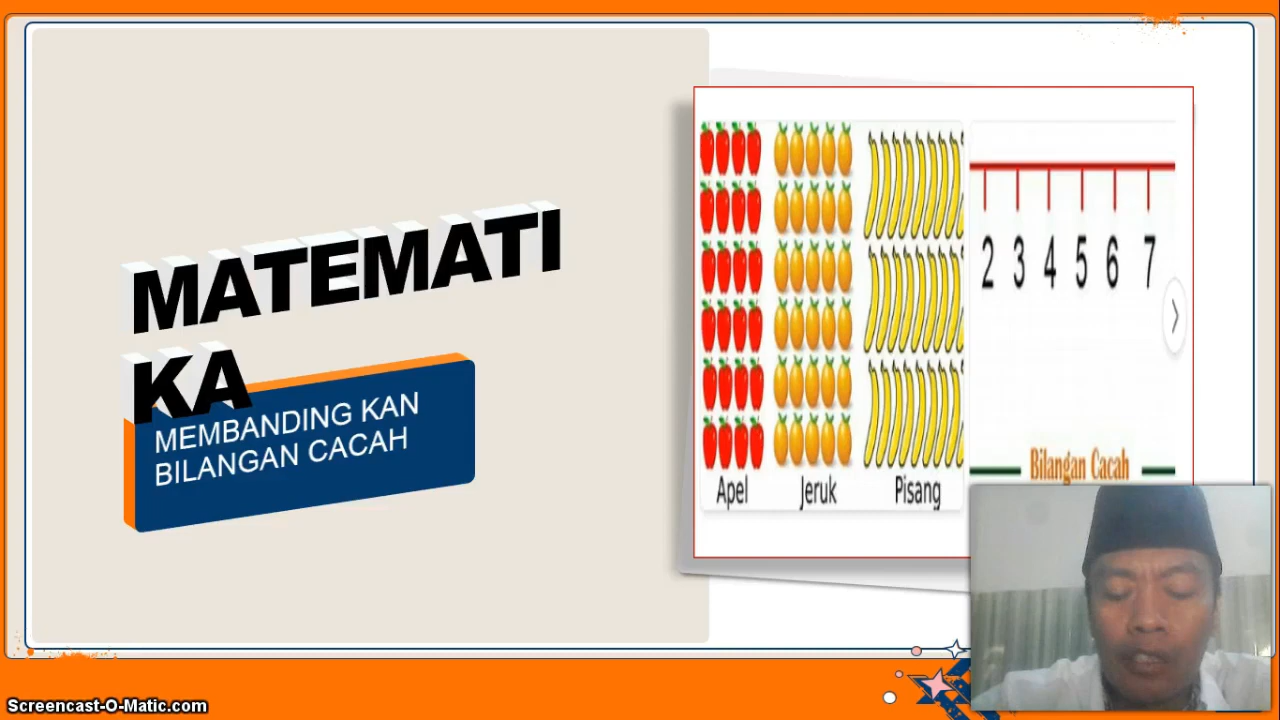 MATEMATI
KA
MEMBANDING KAN
BILANGAN CACAH
Apel Jeruk Pisang
2 3 4 5 6 7
Bilangan Cacah
Screencast-O-Matic.com